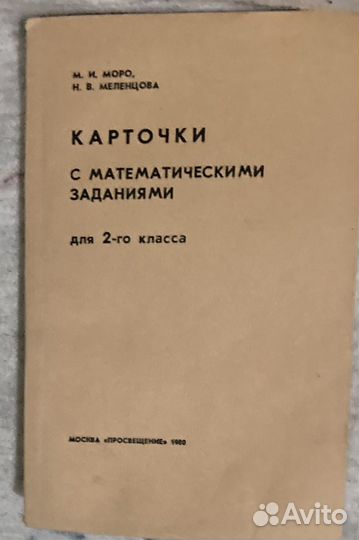 М. И. МОРО,
Н. В. МЕЛЕНЦОВА
КАРТОЧКИ
С МАТЕМАТИЧЕСКИМИ
ЗАДАНИЯМИ
для 2-го класса
МОСКВА «ПРОСВЕЩЕНИЕ» 1980
Avito